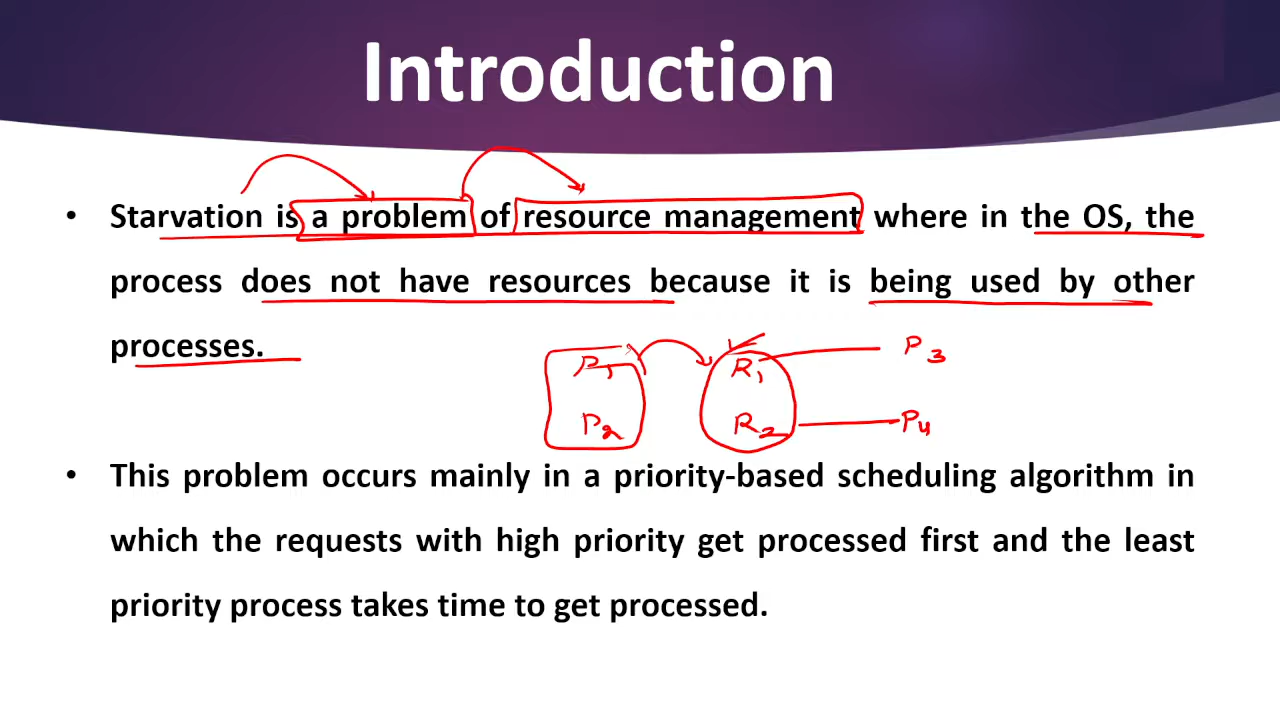 Introduction
• Starvation is a problem of resource management where in the OS, the
process does not have resources because it is being used by other
processes.
P1 R1 P3
P2 R2 P4
• This problem occurs mainly in a priority-based scheduling algorithm in
which the requests with high priority get processed first and the least
priority process takes time to get processed.